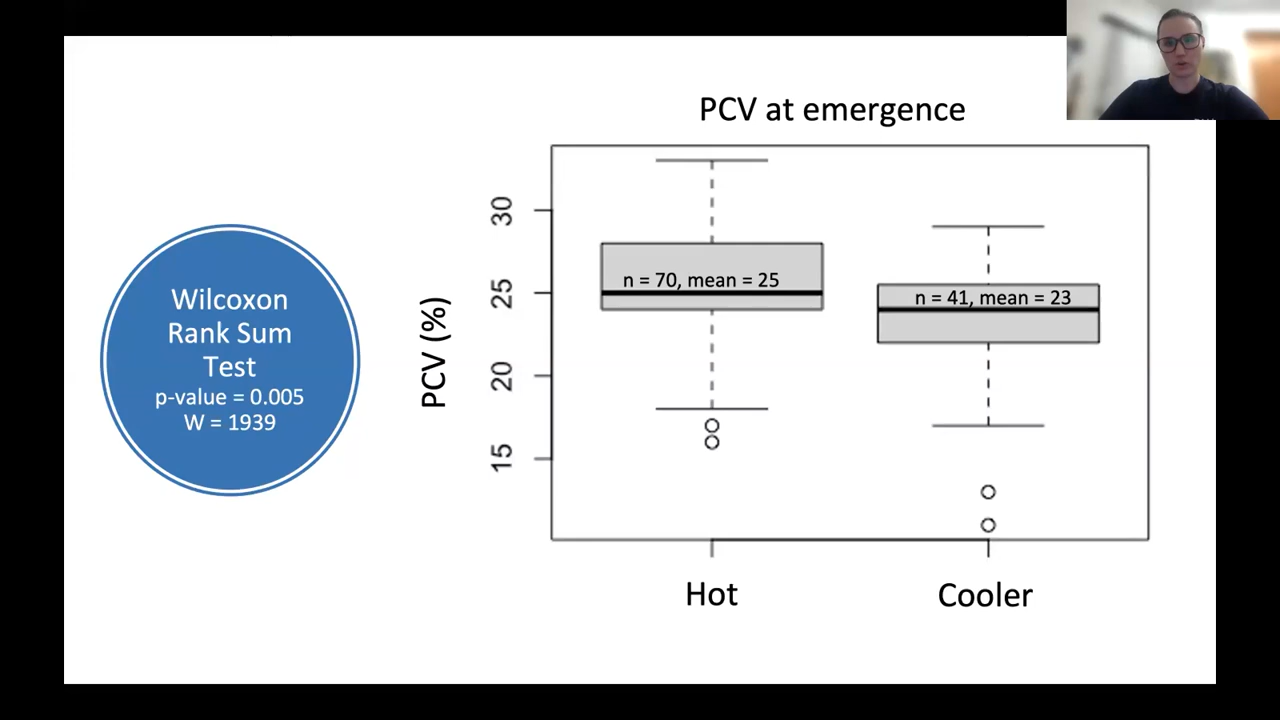 PCV at emergence
Wilcoxon
Rank Sum
Test
p-value = 0.005
W = 1939
PCV (%)
30
25
20
15
n = 70, mean = 25
n = 41, mean = 23
Hot
Cooler